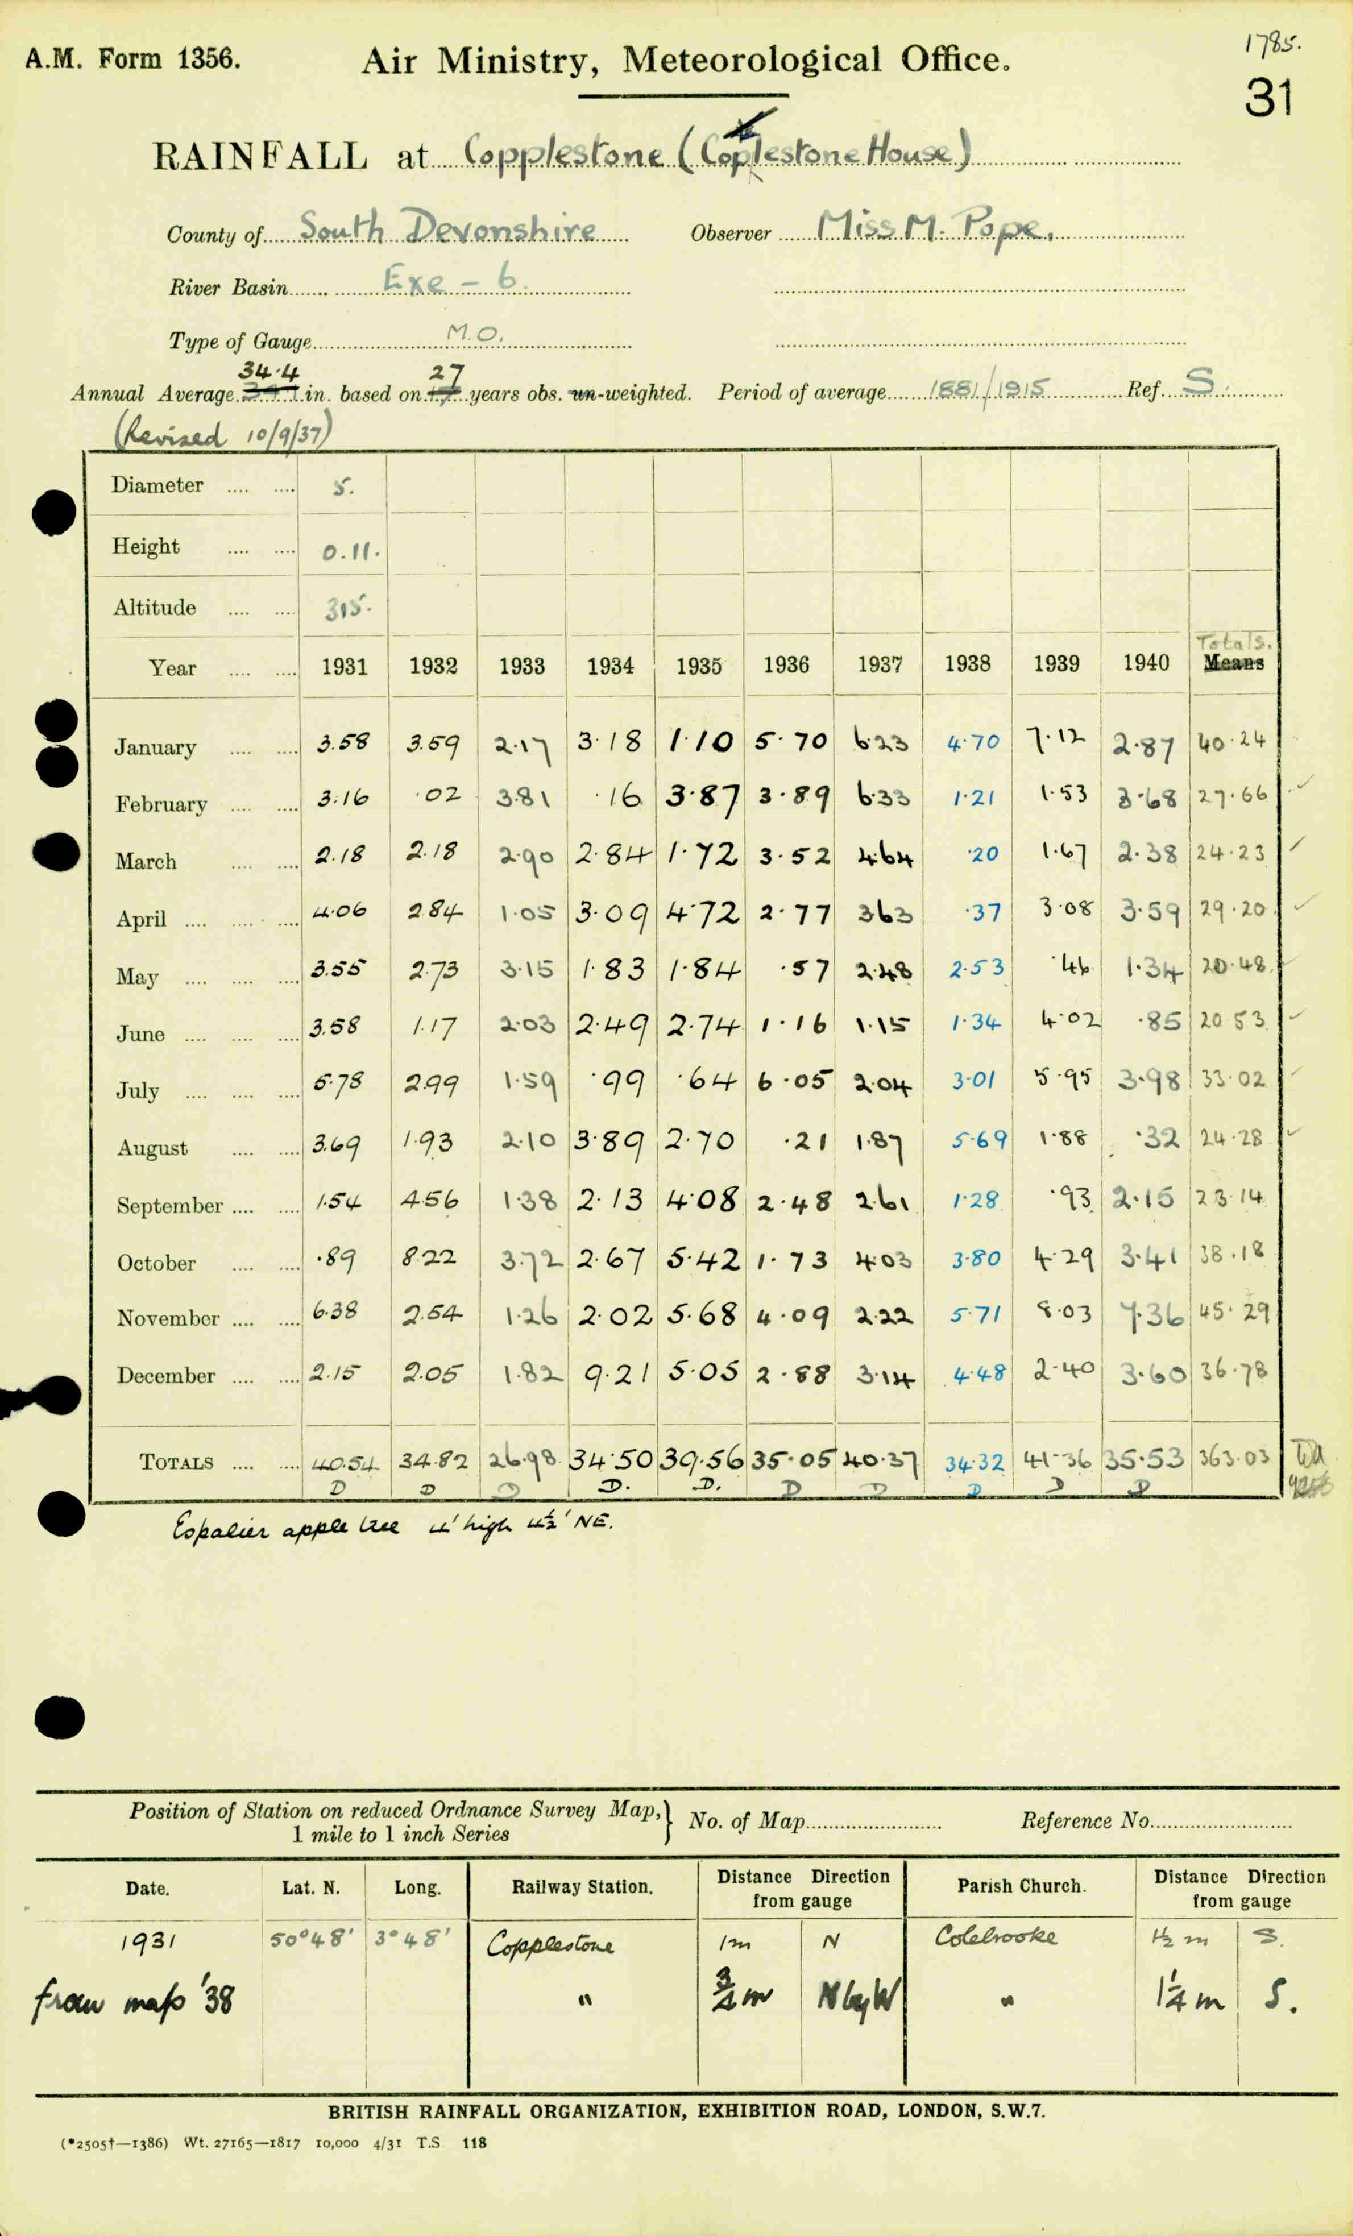 1785.
A.M. Form 1356. Air Ministry, Meteorological Office.
31
RAINFALL at Copplestone (Coplestone House)
County of South Devonshire Observer Miss M. Pope.
River Basin Exe - 6.
Type of Gauge M.O.
34.4 27
Annual Average in. based on years obs. un-weighted. Period of average 1881/1915 Ref. S.
(Revised 10/9/37)
Diameter 5.
Height 0.11.
Altitude 315.
Totals.
Year 1931 1932 1933 1934 1935 1936 1937 1938 1939 1940 Means
January 3.58 3.59 2.17 3.18 1.10 5.70 6.23 4.70 7.12 2.87 40.24
February 3.16 .02 3.81 .16 3.87 3.89 6.33 1.21 1.53 3.68 27.66
March 2.18 2.18 2.90 2.84 1.72 3.52 4.64 .20 1.67 2.38 24.23
April 4.06 2.84 1.05 3.09 4.72 2.77 3.63 .37 3.08 3.59 29.20
May 3.55 2.73 3.15 1.83 1.84 .57 2.48 2.53 .46 1.34 20.48
June 3.58 1.17 2.03 2.49 2.74 1.16 1.15 1.34 4.02 .85 20.53
July 5.78 2.99 1.59 .99 .64 6.05 2.04 3.01 5.95 3.98 33.02
August 3.69 1.93 2.10 3.89 2.70 .21 1.87 5.69 1.88 .32 24.28
September 1.54 4.56 1.38 2.13 4.08 2.48 2.61 1.28 .93 2.15 23.14
October .89 8.22 3.72 2.67 5.42 1.73 4.03 3.80 4.29 3.41 38.18
November 6.38 2.54 1.26 2.02 5.68 4.09 2.22 5.71 8.03 7.36 45.29
December 2.15 2.05 1.82 9.21 5.05 2.88 3.14 4.48 2.40 3.60 36.78
TOTALS 40.54 34.82 26.98 34.50 39.56 35.05 40.37 34.32 41.36 35.53 363.03
D D D D. D. D D D D D
Espalier apple tree 4' high 4½' NE.
Position of Station on reduced Ordnance Survey Map, } No. of Map Reference No.
1 mile to 1 inch Series
Date. Lat. N. Long. Railway Station. Distance Direction from gauge Parish Church. Distance Direction from gauge
1931 50°48' 3°48' Copplestone 1m N Colebrooke 1½ m S.
from map '38 " ¾ m N by W " 1¼ m S.
BRITISH RAINFALL ORGANIZATION, EXHIBITION ROAD, LONDON, S.W.7.
(*2505†—1386) Wt. 27165—1817 10,000 4/31 T.S 118